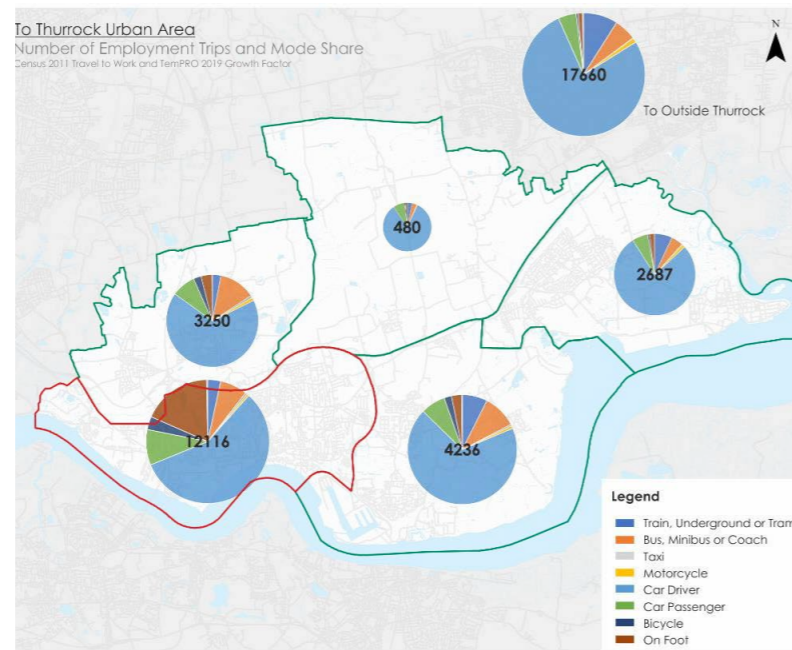 To Thurrock Urban Area
Number of Employment Trips and Mode Share
Census 2011 Travel to Work and TemPRO 2019 Growth Factor
N
17660
To Outside Thurrock
480
2687
3250
12116
4236
Legend
Train, Underground or Tram
Bus, Minibus or Coach
Taxi
Motorcycle
Car Driver
Car Passenger
Bicycle
On Foot